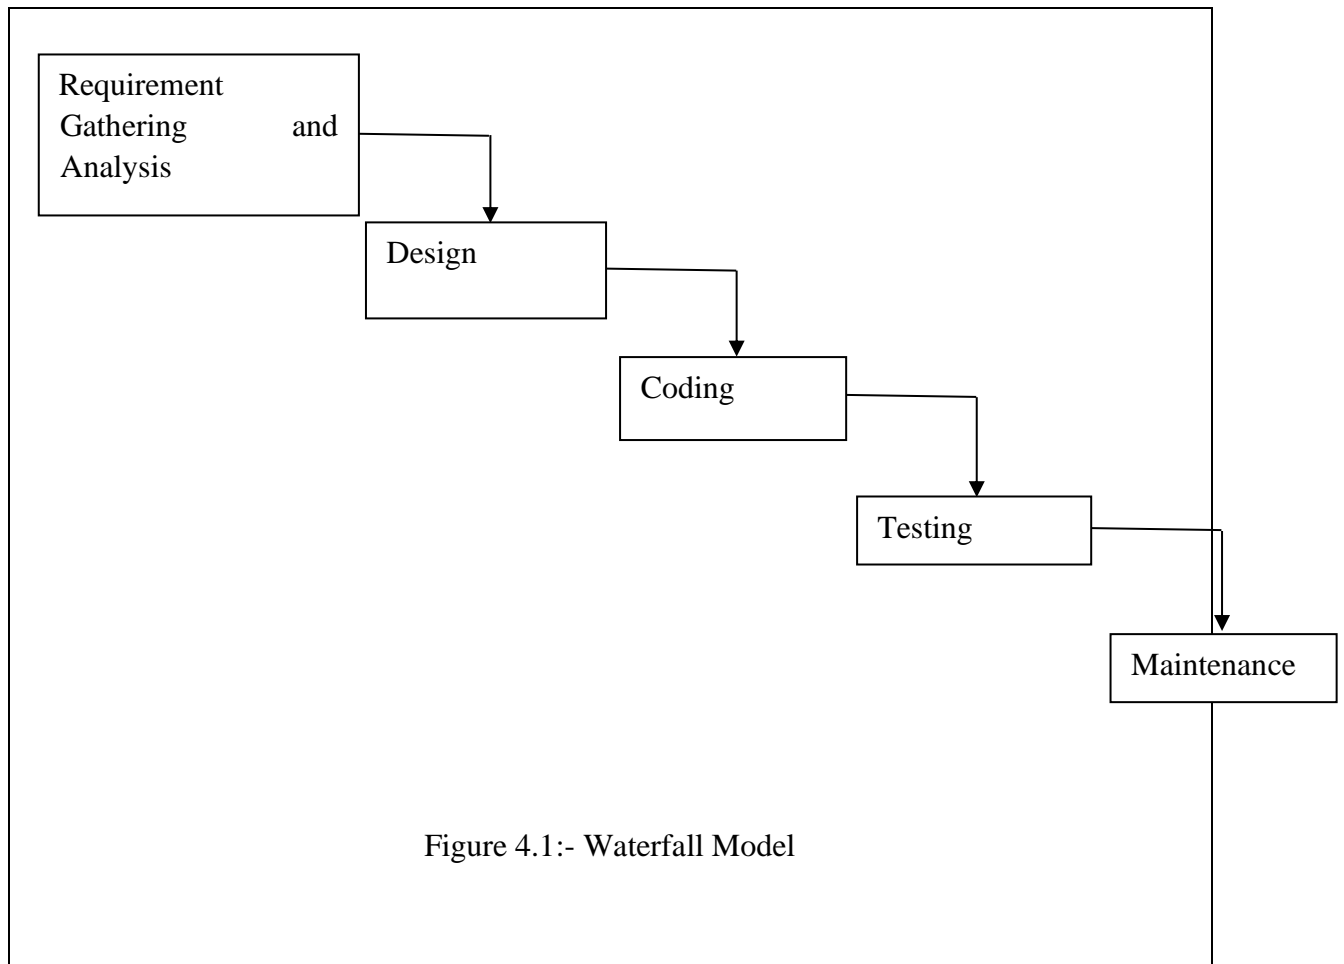 Requirement
Gathering and
Analysis
Design
Coding
Testing
Maintenance
Figure 4.1:- Waterfall Model